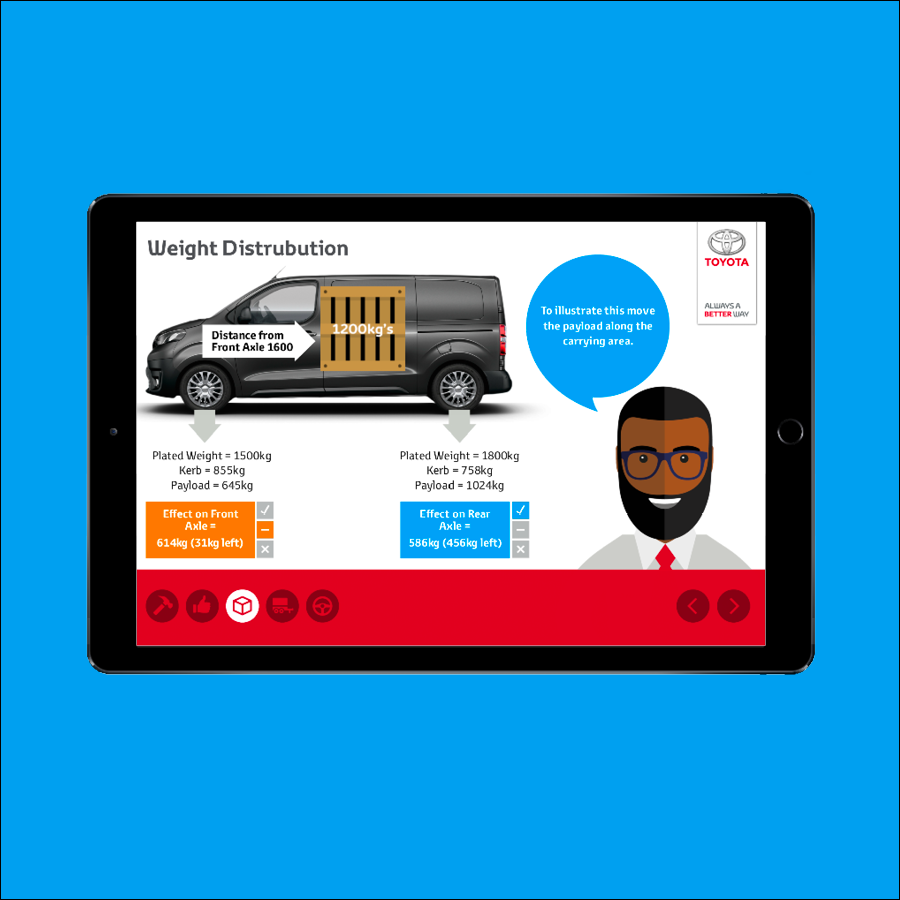 Weight Distrubution
TOYOTA
ALWAYS A
BETTER WAY
To illustrate this move
the payload along the
carrying area.
Distance from
Front Axle 1600
1200kg's
Plated Weight = 1500kg
Kerb = 855kg
Payload = 645kg
Plated Weight = 1800kg
Kerb = 758kg
Payload = 1024kg
Effect on Front
Axle =
614kg (31kg left)
Effect on Rear
Axle =
586kg (456kg left)